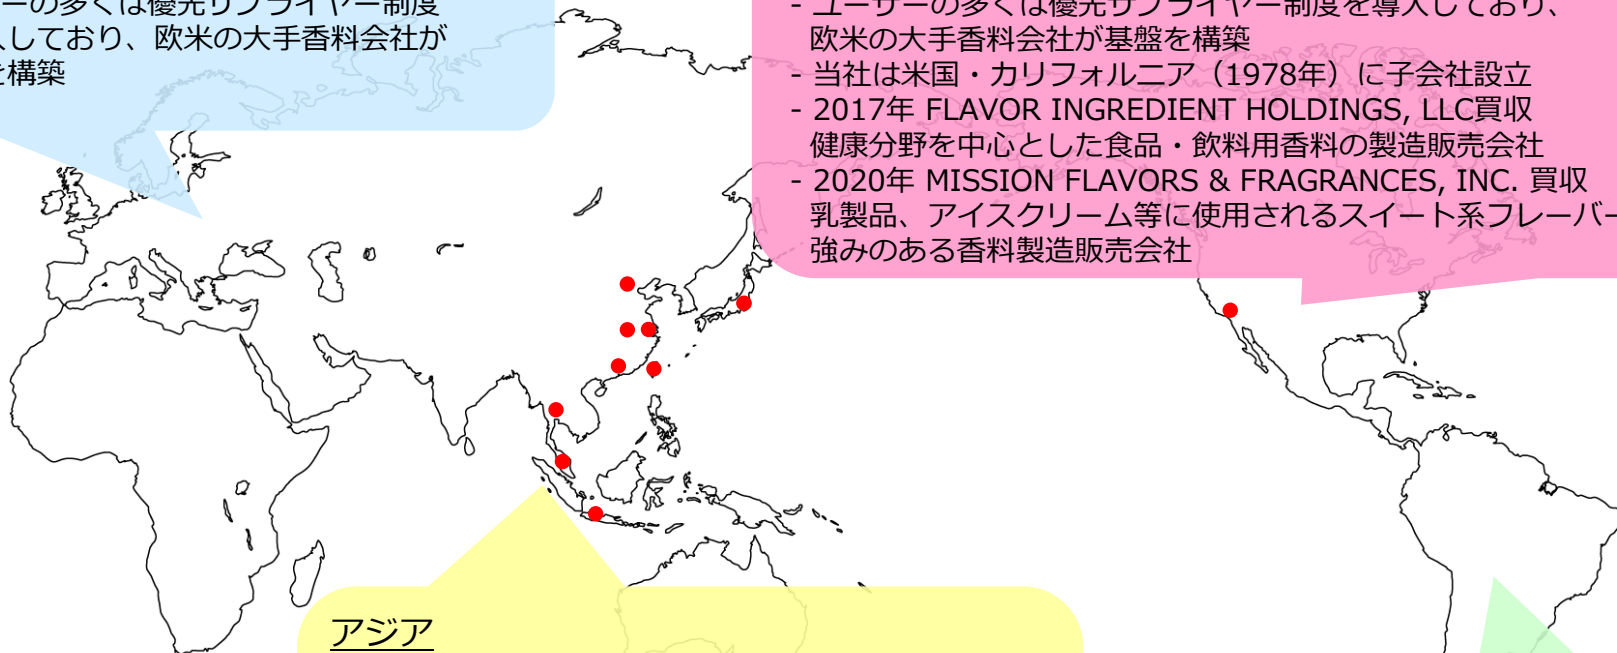 ーの多くは優先サプライヤー制度
入しており、欧米の大手香料会社が
を構築
- ユーザーの多くは優先サプライヤー制度を導入しており、
欧米の大手香料会社が基盤を構築
- 当社は米国・カリフォルニア（1978年）に子会社設立
- 2017年 FLAVOR INGREDIENT HOLDINGS, LLC買収
健康分野を中心とした食品・飲料用香料の製造販売会社
- 2020年 MISSION FLAVORS & FRAGRANCES, INC. 買収
乳製品、アイスクリーム等に使用されるスイート系フレーバー
強みのある香料製造販売会社
アジア